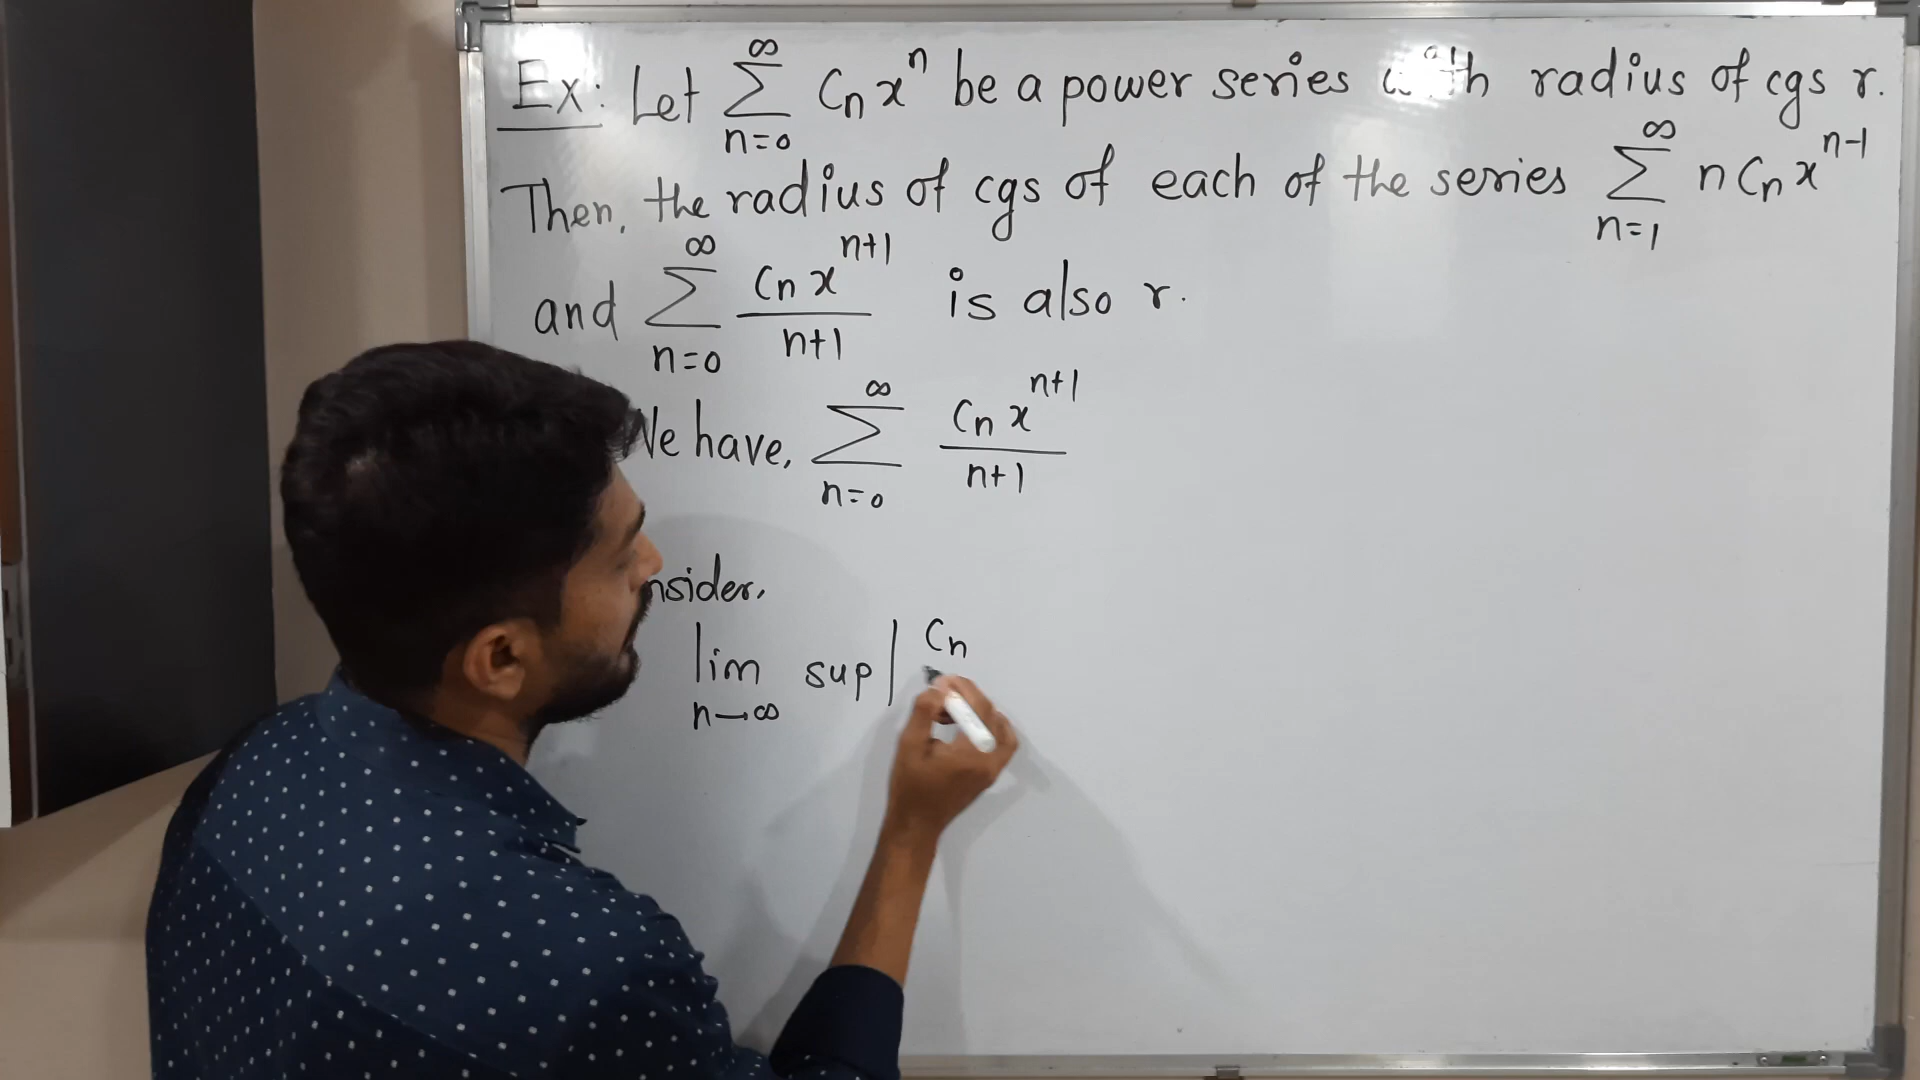 Ex: Let ∞ Σ n=0 Cn x^n be a power series with radius of cgs r.
Then, the radius of cgs of each of the series ∞ Σ n=1 n Cn x^n-1
and ∞ Σ n=0 Cn x^n+1 / n+1 is also r.
We have, ∞ Σ n=0 Cn x^n+1 / n+1
nsider,
lim n→∞ sup | Cn